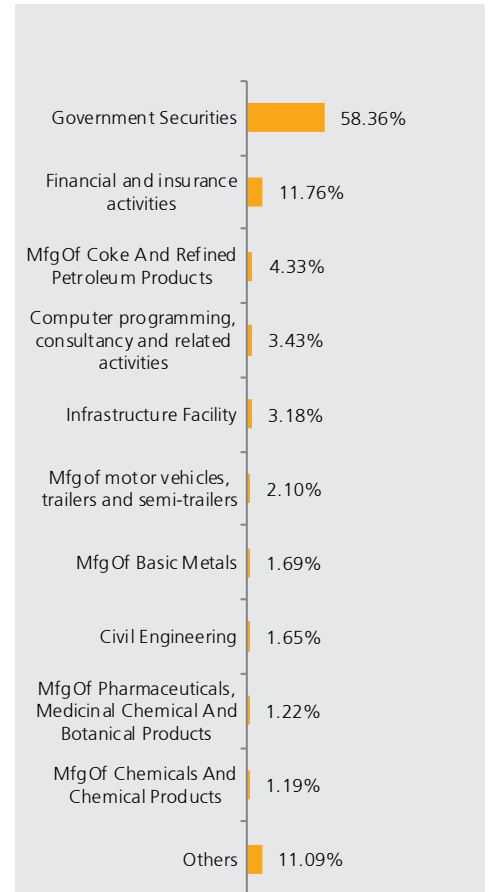 Government Securities 58.36%
Financial and insurance
activities 11.76%
Mfg Of Coke And Refined
Petroleum Products 4.33%
Computer programming,
consultancy and related
activities 3.43%
Infrastructure Facility 3.18%
Mfg of motor vehicles,
trailers and semi-trailers 2.10%
Mfg Of Basic Metals 1.69%
Civil Engineering 1.65%
Mfg Of Pharmaceuticals,
Medicinal Chemical And
Botanical Products 1.22%
Mfg Of Chemicals And
Chemical Products 1.19%
Others 11.09%